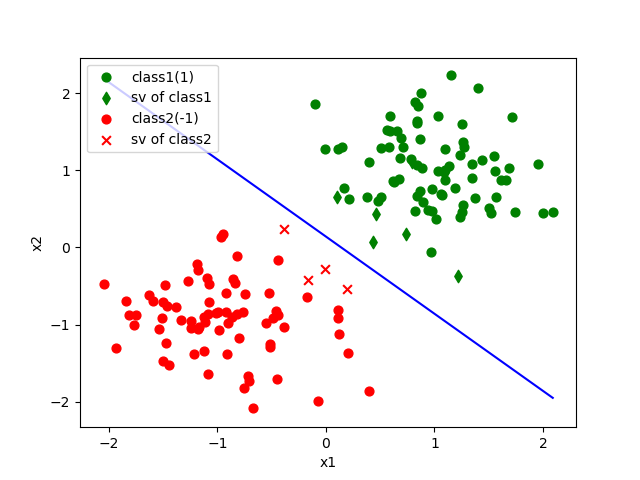 class1(1)
sv of class1
class2(-1)
sv of class2
x2
2
1
0
−1
−2
−2
−1
0
1
2
x1